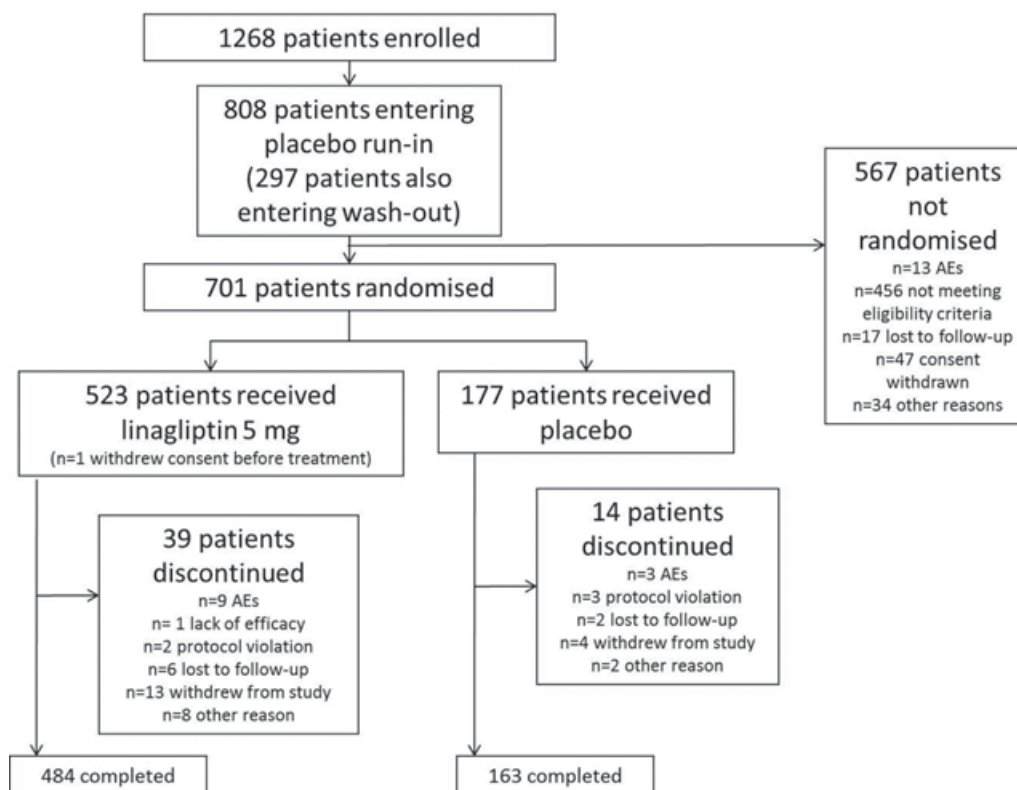 1268 patients enrolled
808 patients entering
placebo run-in
(297 patients also
entering wash-out)
567 patients
not
randomised
n=13 AEs
n=456 not meeting
eligibility criteria
n=17 lost to follow-up
n=47 consent
withdrawn
n=34 other reasons
701 patients randomised
523 patients received
linagliptin 5 mg
(n=1 withdrew consent before treatment)
177 patients received
placebo
39 patients
discontinued
n=9 AEs
n= 1 lack of efficacy
n=2 protocol violation
n=6 lost to follow-up
n=13 withdrew from study
n=8 other reason
14 patients
discontinued
n=3 AEs
n=3 protocol violation
n=2 lost to follow-up
n=4 withdrew from study
n=2 other reason
484 completed
163 completed